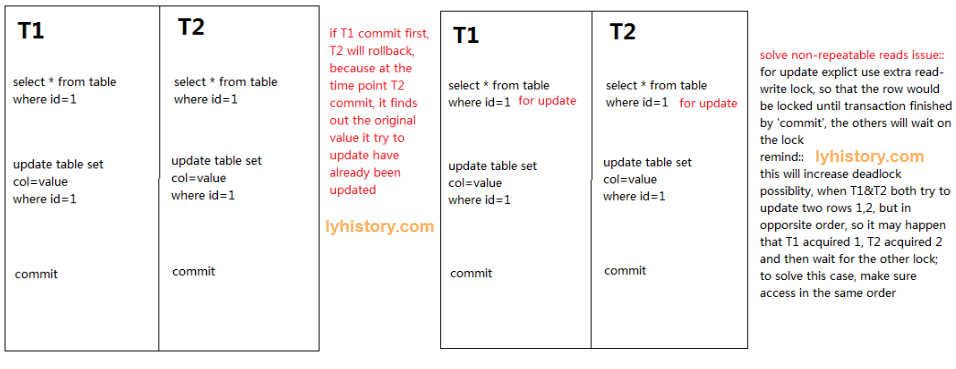 T1
select * from table
where id=1
update table set
col=value
where id=1
commit
T2
select * from table
where id=1
update table set
col=value
where id=1
commit
if T1 commit first,
T2 will rollback,
because at the
time point T2
commit, it finds
out the original
value it try to
update have
already been
updated
lyhistory.com
T1
select * from table
where id=1 for update
update table set
col=value
where id=1
commit
T2
select * from table
where id=1 for update
update table set
col=value
where id=1
commit
solve non-repeatable reads issue::
for update explict use extra read-
write lock, so that the row would
be locked until transaction finished
by 'commit', the others will wait on
the lock
remind:: lyhistory.com
this will increase deadlock
possiblity, when T1&T2 both try to
update two rows 1,2, but in
opporsite order, so it may happen
that T1 acquired 1, T2 acquired 2
and then wait for the other lock;
to solve this case, make sure
access in the same order